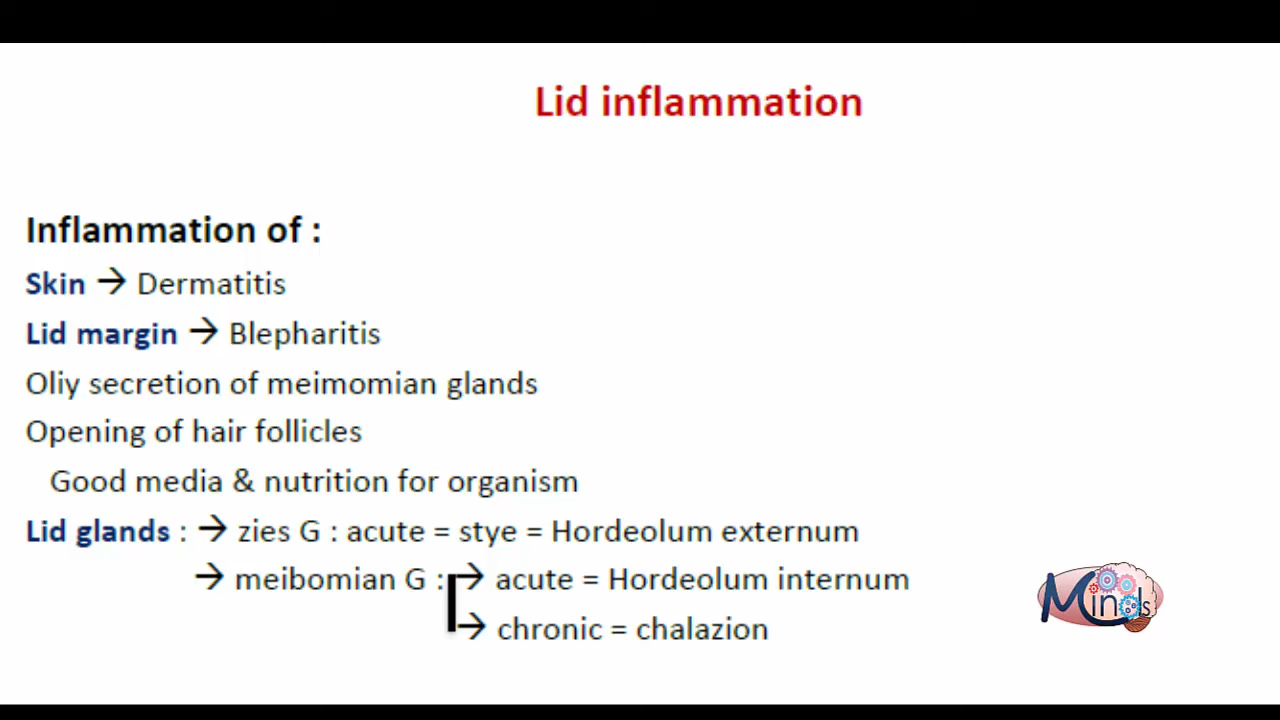 Lid inflammation
Inflammation of :
Skin → Dermatitis
Lid margin → Blepharitis
Oliy secretion of meimomian glands
Opening of hair follicles
Good media & nutrition for organism
Lid glands : → zies G : acute = stye = Hordeolum externum
→ meibomian G : → acute = Hordeolum internum
→ chronic = chalazion
Minds